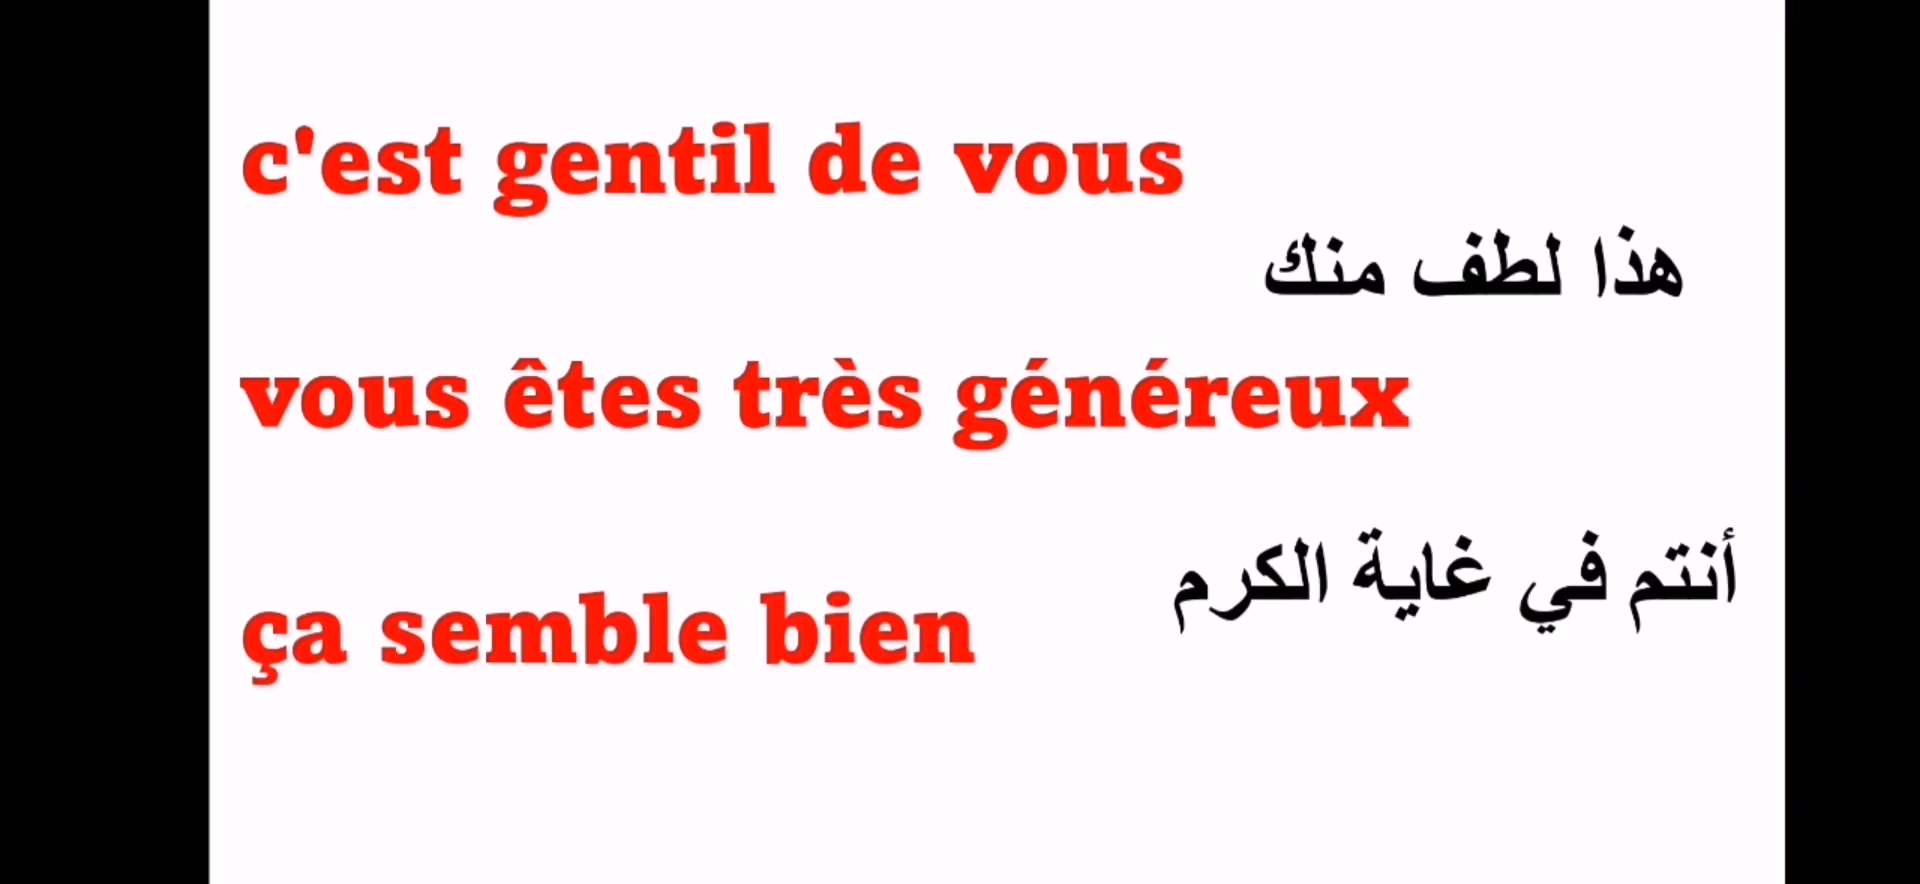 c'est gentil de vous
هذا لطف منك
vous êtes très généreux
أنتم في غاية الكرم
ça semble bien